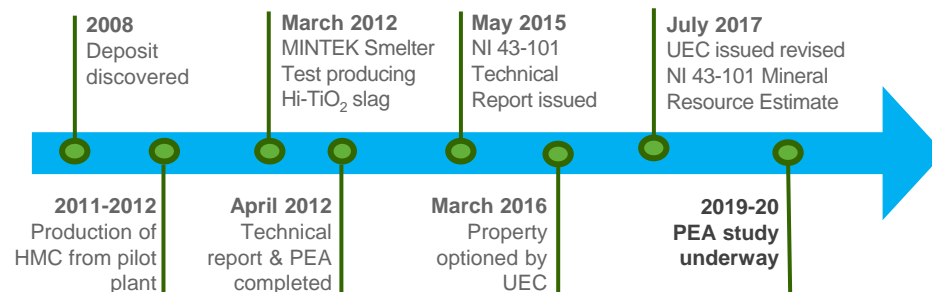 2008
Deposit
discovered
March 2012
MINTEK Smelter
Test producing
Hi-TiO₂ slag
May 2015
NI 43-101
Technical
Report issued
July 2017
UEC issued revised
NI 43-101 Mineral
Resource Estimate
2011-2012
Production of
HMC from pilot
plant
April 2012
Technical
report & PEA
completed
March 2016
Property
optioned by
UEC
2019-20
PEA study
underway